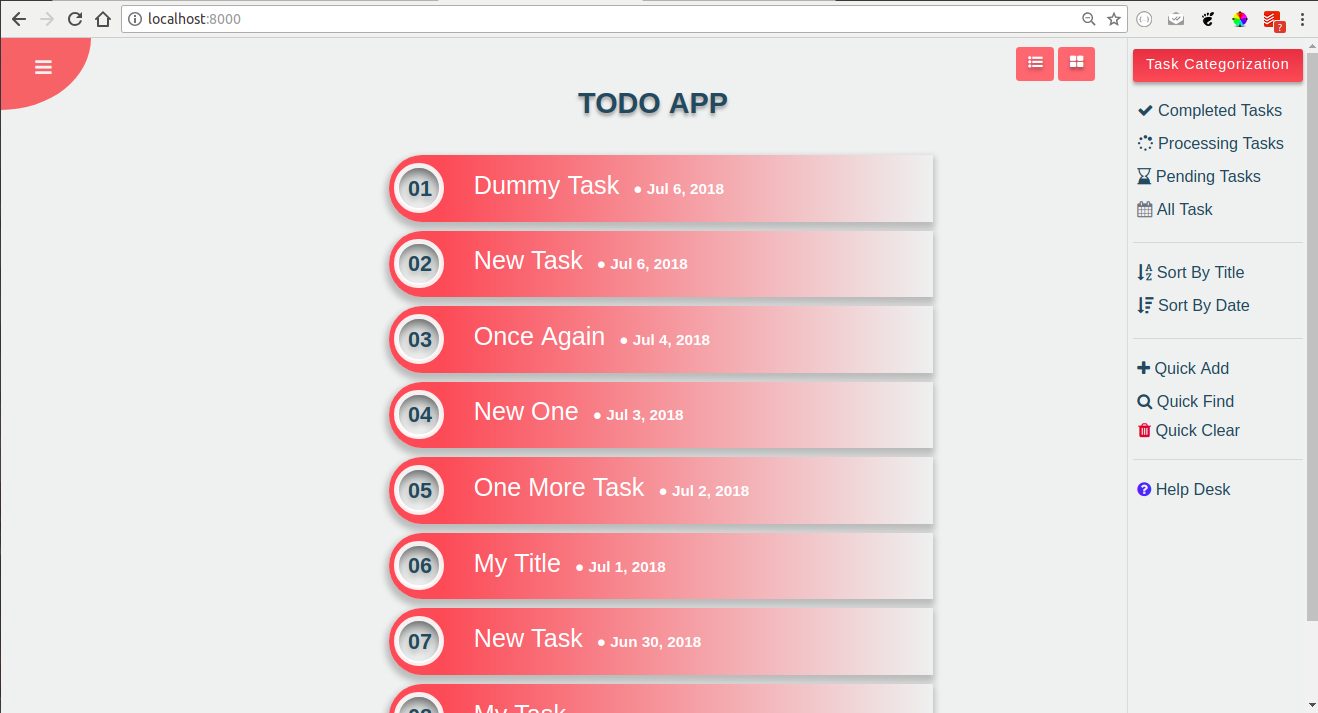 localhost:8000
TODO APP
01 Dummy Task ● Jul 6, 2018
02 New Task ● Jul 6, 2018
03 Once Again ● Jul 4, 2018
04 New One ● Jul 3, 2018
05 One More Task ● Jul 2, 2018
06 My Title ● Jul 1, 2018
07 New Task ● Jun 30, 2018
08 My Task
Task Categorization
Completed Tasks
Processing Tasks
Pending Tasks
All Task
Sort By Title
Sort By Date
Quick Add
Quick Find
Quick Clear
Help Desk